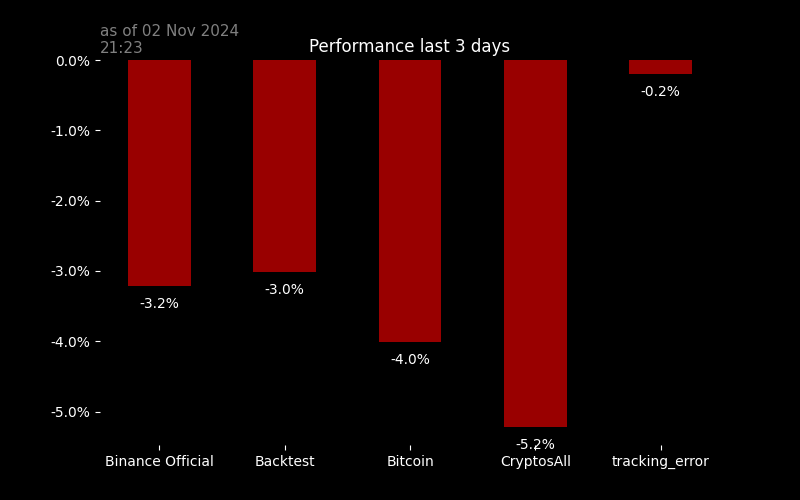 as of 02 Nov 2024
21:23
Performance last 3 days
0.0%
-1.0%
-2.0%
-3.0%
-4.0%
-5.0%
-3.2%
-3.0%
-4.0%
-5.2%
-0.2%
Binance Official
Backtest
Bitcoin
CryptosAll
tracking_error